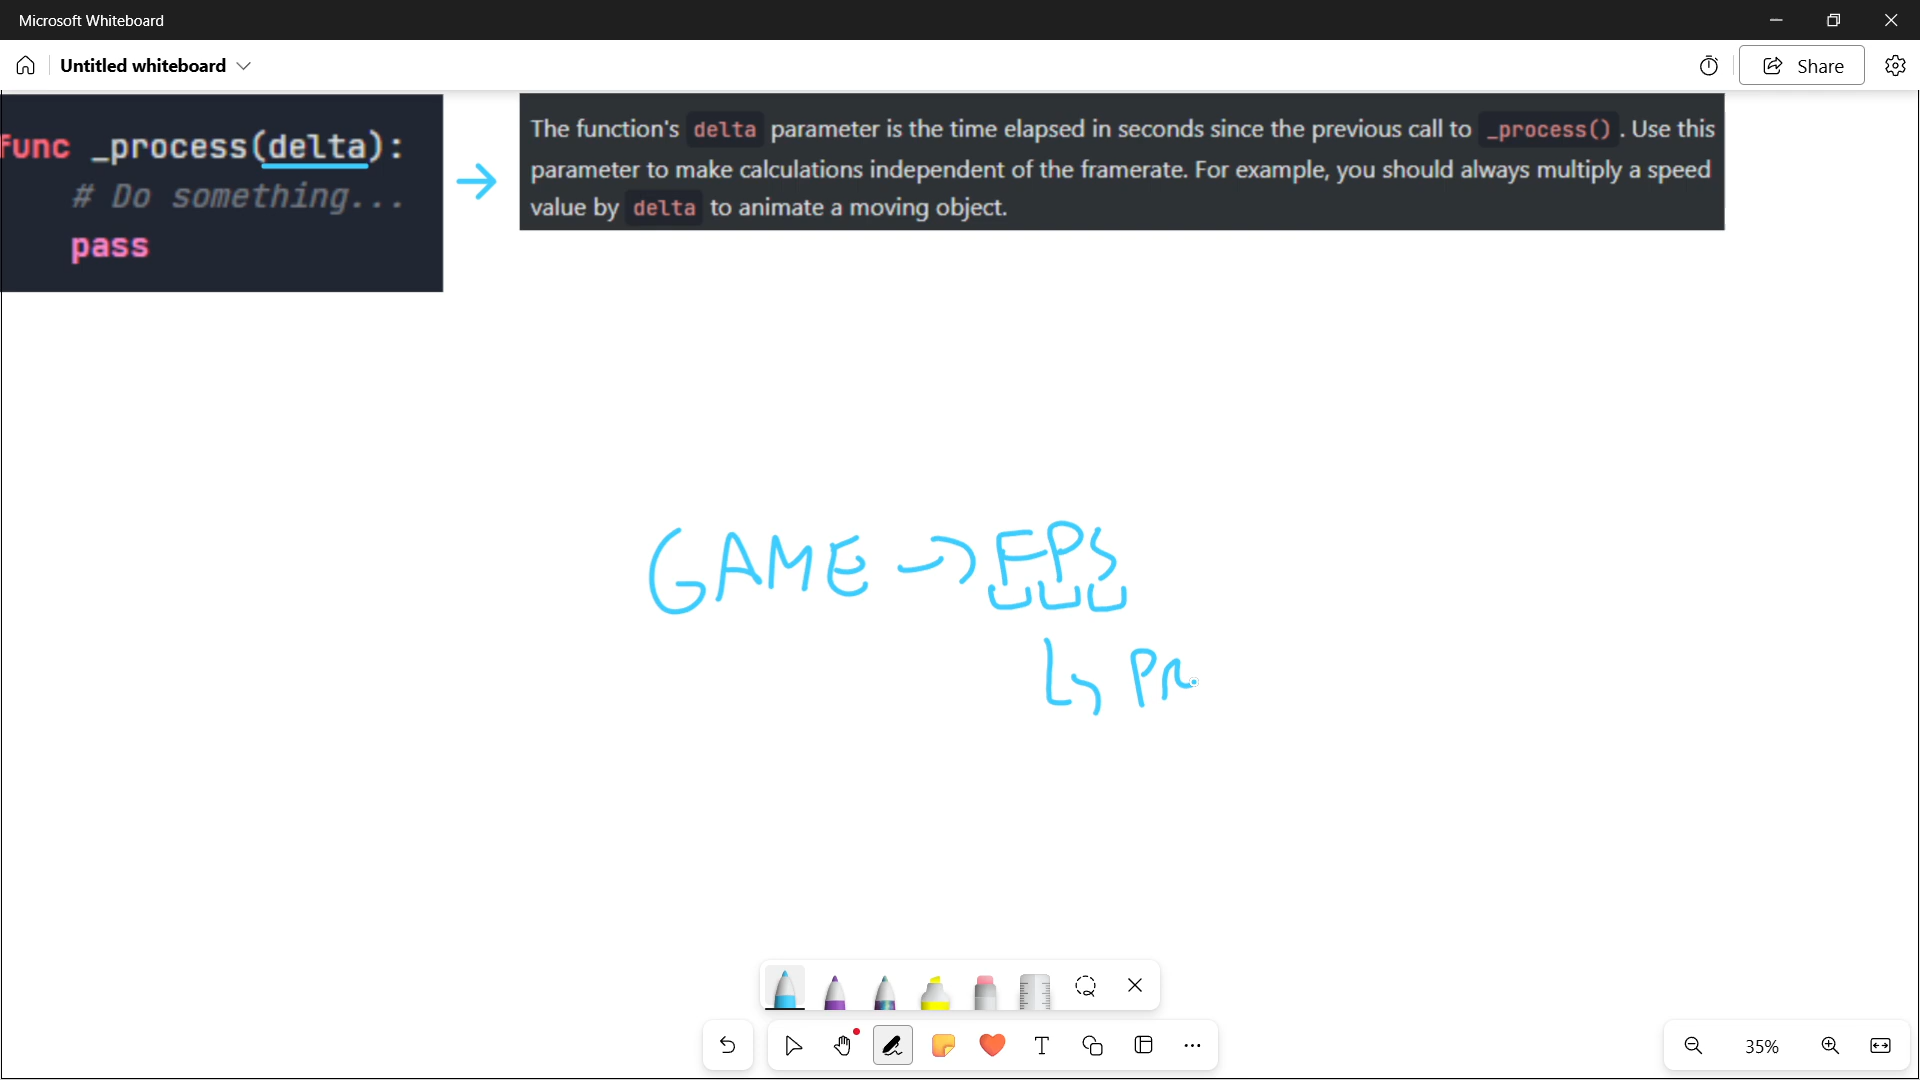 Microsoft Whiteboard
Untitled whiteboard
Share
func _process(delta):
# Do something...
pass
The function's delta parameter is the time elapsed in seconds since the previous call to _process() . Use this
parameter to make calculations independent of the framerate. For example, you should always multiply a speed
value by delta to animate a moving object.
GAME → FPS
↳ PR
35%